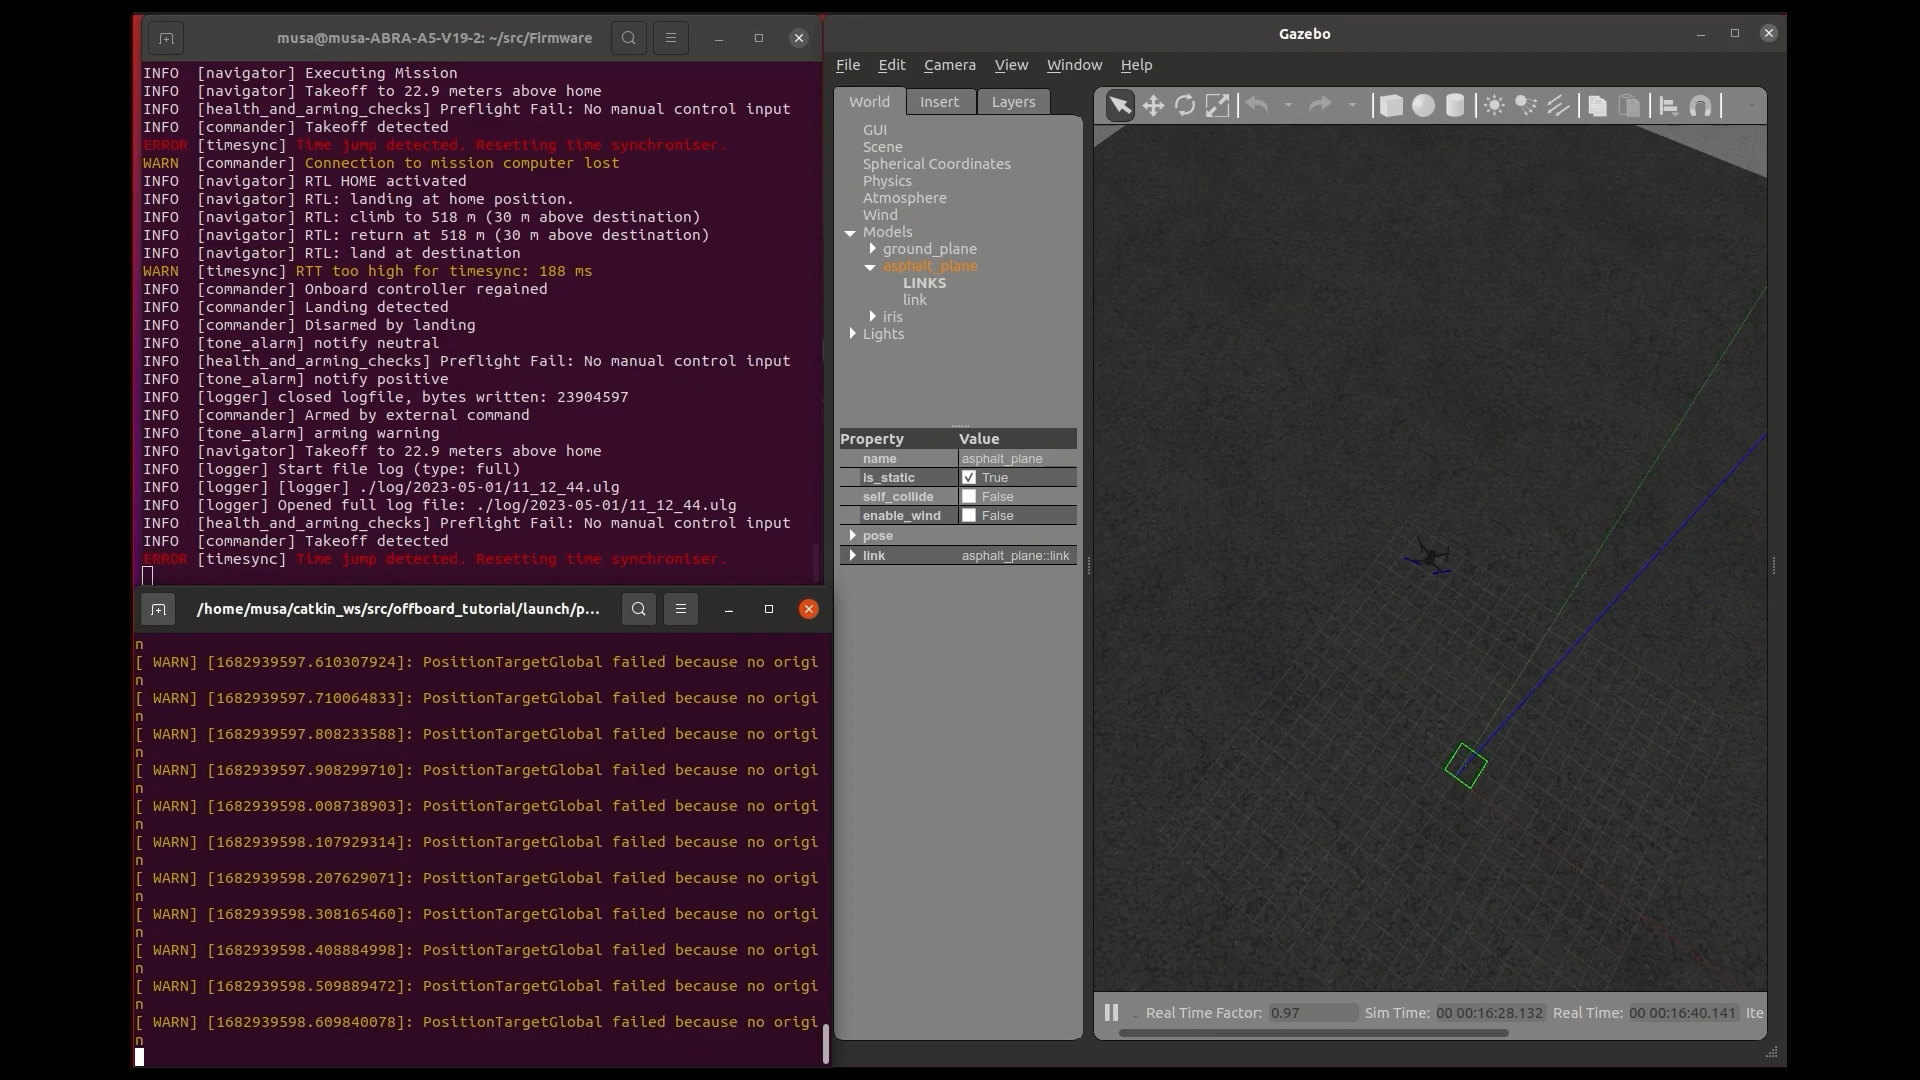 musa@musa-ABRA-A5-V19-2: ~/src/Firmware
INFO [navigator] Executing Mission
INFO [navigator] Takeoff to 22.9 meters above home
INFO [health_and_arming_checks] Preflight Fail: No manual control input
INFO [commander] Takeoff detected
ERROR [timesync] Time jump detected. Resetting time synchroniser.
WARN [commander] Connection to mission computer lost
INFO [navigator] RTL HOME activated
INFO [navigator] RTL: landing at home position.
INFO [navigator] RTL: climb to 518 m (30 m above destination)
INFO [navigator] RTL: return at 518 m (30 m above destination)
INFO [navigator] RTL: land at destination
WARN [timesync] RTT too high for timesync: 188 ms
INFO [commander] Onboard controller regained
INFO [commander] Landing detected
INFO [commander] Disarmed by landing
INFO [tone_alarm] notify neutral
INFO [health_and_arming_checks] Preflight Fail: No manual control input
INFO [tone_alarm] notify positive
INFO [logger] closed logfile, bytes written: 23904597
INFO [commander] Armed by external command
INFO [tone_alarm] arming warning
INFO [navigator] Takeoff to 22.9 meters above home
INFO [logger] Start file log (type: full)
INFO [logger] [logger] ./log/2023-05-01/11_12_44.ulg
INFO [logger] Opened full log file: ./log/2023-05-01/11_12_44.ulg
INFO [health_and_arming_checks] Preflight Fail: No manual control input
INFO [commander] Takeoff detected
ERROR [timesync] Time jump detected. Resetting time synchroniser.
/home/musa/catkin_ws/src/offboard_tutorial/launch/p...
n
[ WARN] [1682939597.610307924]: PositionTargetGlobal failed because no origi
n
[ WARN] [1682939597.710064833]: PositionTargetGlobal failed because no origi
n
[ WARN] [1682939597.808233588]: PositionTargetGlobal failed because no origi
n
[ WARN] [1682939597.908299710]: PositionTargetGlobal failed because no origi
n
[ WARN] [1682939598.008738903]: PositionTargetGlobal failed because no origi
n
[ WARN] [1682939598.107929314]: PositionTargetGlobal failed because no origi
n
[ WARN] [1682939598.207629071]: PositionTargetGlobal failed because no origi
n
[ WARN] [1682939598.308165460]: PositionTargetGlobal failed because no origi
n
[ WARN] [1682939598.408884998]: PositionTargetGlobal failed because no origi
n
[ WARN] [1682939598.509889472]: PositionTargetGlobal failed because no origi
n
[ WARN] [1682939598.609840078]: PositionTargetGlobal failed because no origi
n
Gazebo
File Edit Camera View Window Help
World Insert Layers
GUI
Scene
Spherical Coordinates
Physics
Atmosphere
Wind
Models
ground_plane
asphalt_plane
LINKS
link
iris
Lights
Property Value
name asphalt_plane
is_static True
self_collide False
enable_wind False
pose
link asphalt_plane::link
Real Time Factor: 0.97 Sim Time: 00 00:16:28.132 Real Time: 00 00:16:40.141 Ite